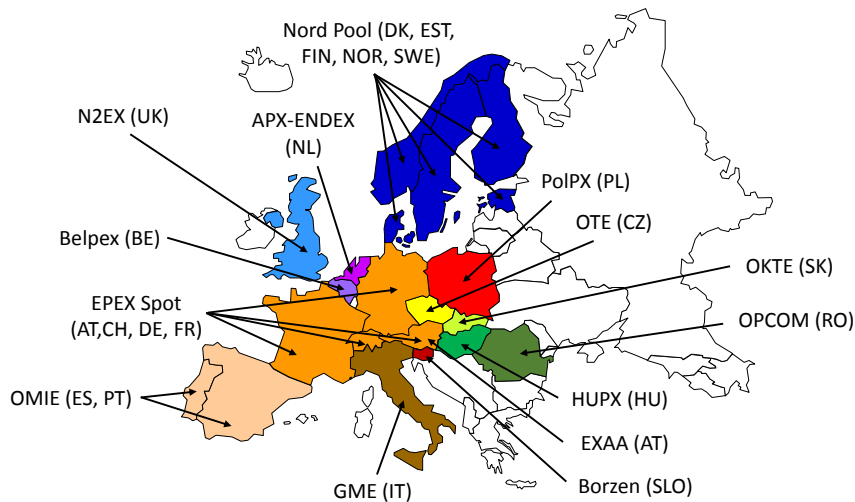 Nord Pool (DK, EST,
FIN, NOR, SWE)
N2EX (UK)
APX-ENDEX
(NL)
PolPX (PL)
OTE (CZ)
Belpex (BE)
OKTE (SK)
EPEX Spot
(AT,CH, DE, FR)
OPCOM (RO)
OMIE (ES, PT)
HUPX (HU)
EXAA (AT)
GME (IT)
Borzen (SLO)